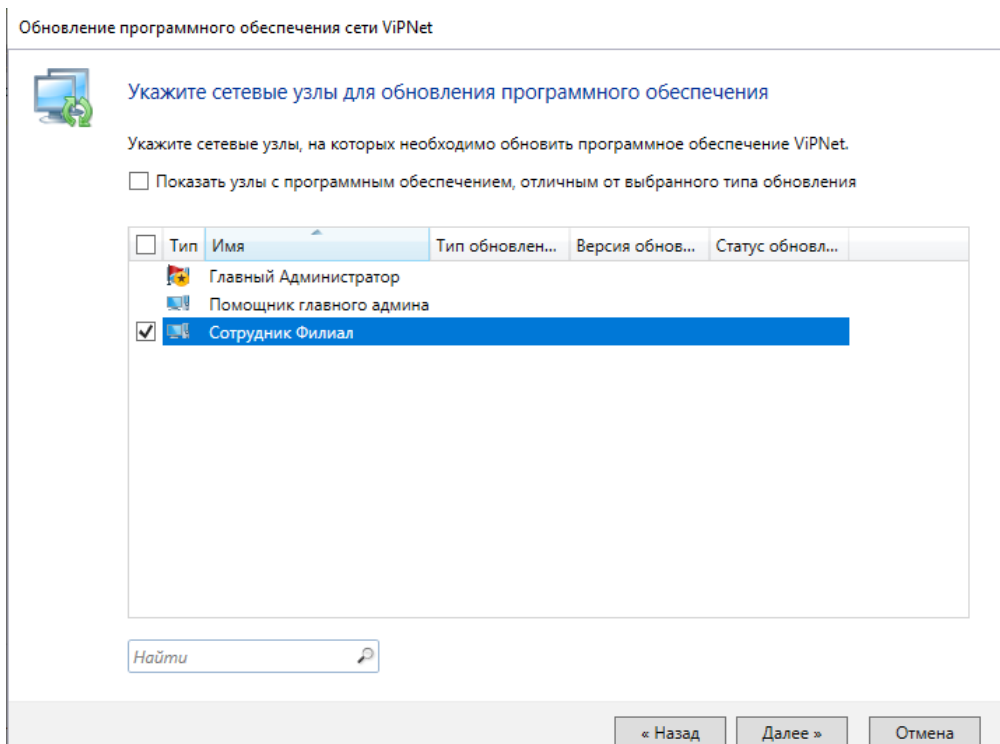 Обновление программного обеспечения сети ViPNet
Укажите сетевые узлы для обновления программного обеспечения
Укажите сетевые узлы, на которых необходимо обновить программное обеспечение ViPNet.
Показать узлы с программным обеспечением, отличным от выбранного типа обновления
Тип Имя Тип обновлен... Версия обнов... Статус обновл...
Главный Администратор
Помощник главного админа
Сотрудник Филиал
Найти
« Назад Далее » Отмена